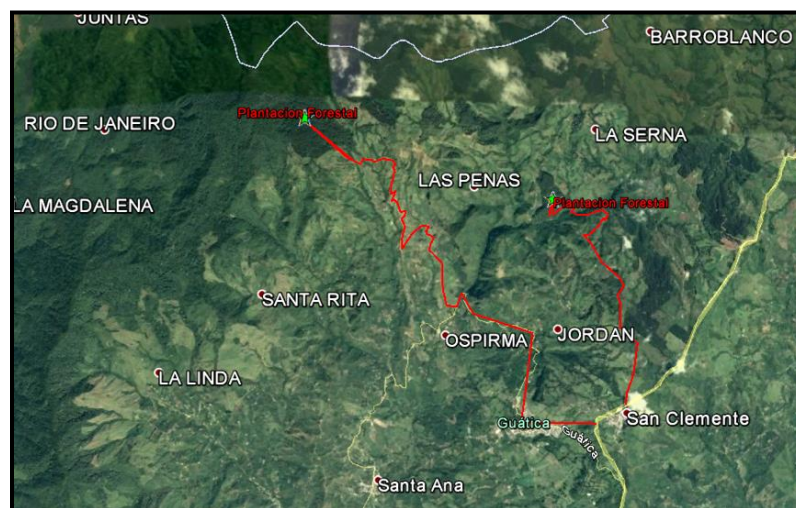 JUNTAS
BARROBLANCO
Plantacion Forestal
RIO DE JANEIRO
LA SERNA
LAS PENAS
LA MAGDALENA
Plantacion Forestal
SANTA RITA
OSPIRMA
JORDAN
LA LINDA
San Clemente
Guática
Guática
Santa Ana